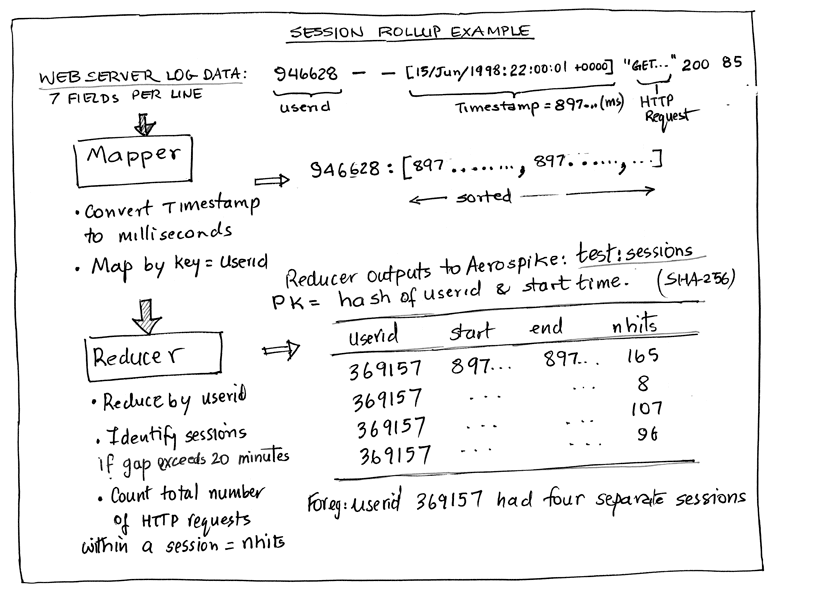 SESSION ROLLUP EXAMPLE
WEB SERVER LOG DATA: 946628 - - [15/Jun/1998:22:00:01 +0000] "GET..." 200 85
7 FIELDS PER LINE
userid
Timestamp = 897...(ms)
HTTP
Request
Mapper
946628 : [897 ........, 897......, ...]
sorted
• Convert Timestamp
to milliseconds
• Map by key = userid
Reducer outputs to Aerospike: test:sessions
PK = hash of userid & start time. (SHA-256)
Reducer
userid start end nhits
369157 897... 897... 165
369157 ... ... 8
369157 ... ... 107
369157 ... ... 96
• Reduce by userid
• Identify sessions
if gap exceeds 20 minutes
• Count total number
of HTTP requests
within a session = nhits
For eg: userid 369157 had four separate sessions